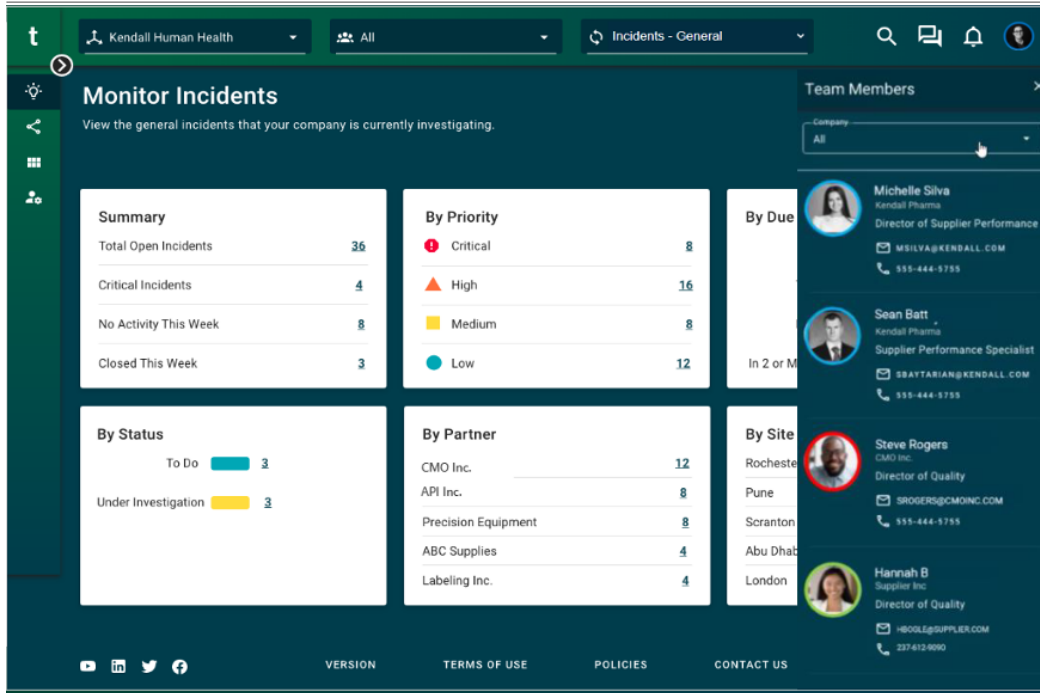 t
Kendall Human Health
All
Incidents - General
Monitor Incidents
View the general incidents that your company is currently investigating.
Summary
Total Open Incidents 36
Critical Incidents 4
No Activity This Week 8
Closed This Week 3
By Priority
Critical 8
High 16
Medium 8
Low 12
By Due
In 2 or M
By Status
To Do 3
Under Investigation 3
By Partner
CMO Inc. 12
API Inc. 8
Precision Equipment 8
ABC Supplies 4
Labeling Inc. 4
By Site
Rocheste
Pune
Scranton
Abu Dhab
London
Team Members
Company
All
Michelle Silva
Kendall Pharma
Director of Supplier Performance
MSILVA@KENDALL.COM
555-444-5755
Sean Batt
Kendall Pharma
Supplier Performance Specialist
SBAYTARIAN@KENDALL.COM
555-444-5755
Steve Rogers
CMO Inc.
Director of Quality
SROGERS@CMOINC.COM
555-444-5755
Hannah B
Supplier Inc
Director of Quality
HBOGLE@SUPPLIER.COM
237-612-9090
VERSION
TERMS OF USE
POLICIES
CONTACT US